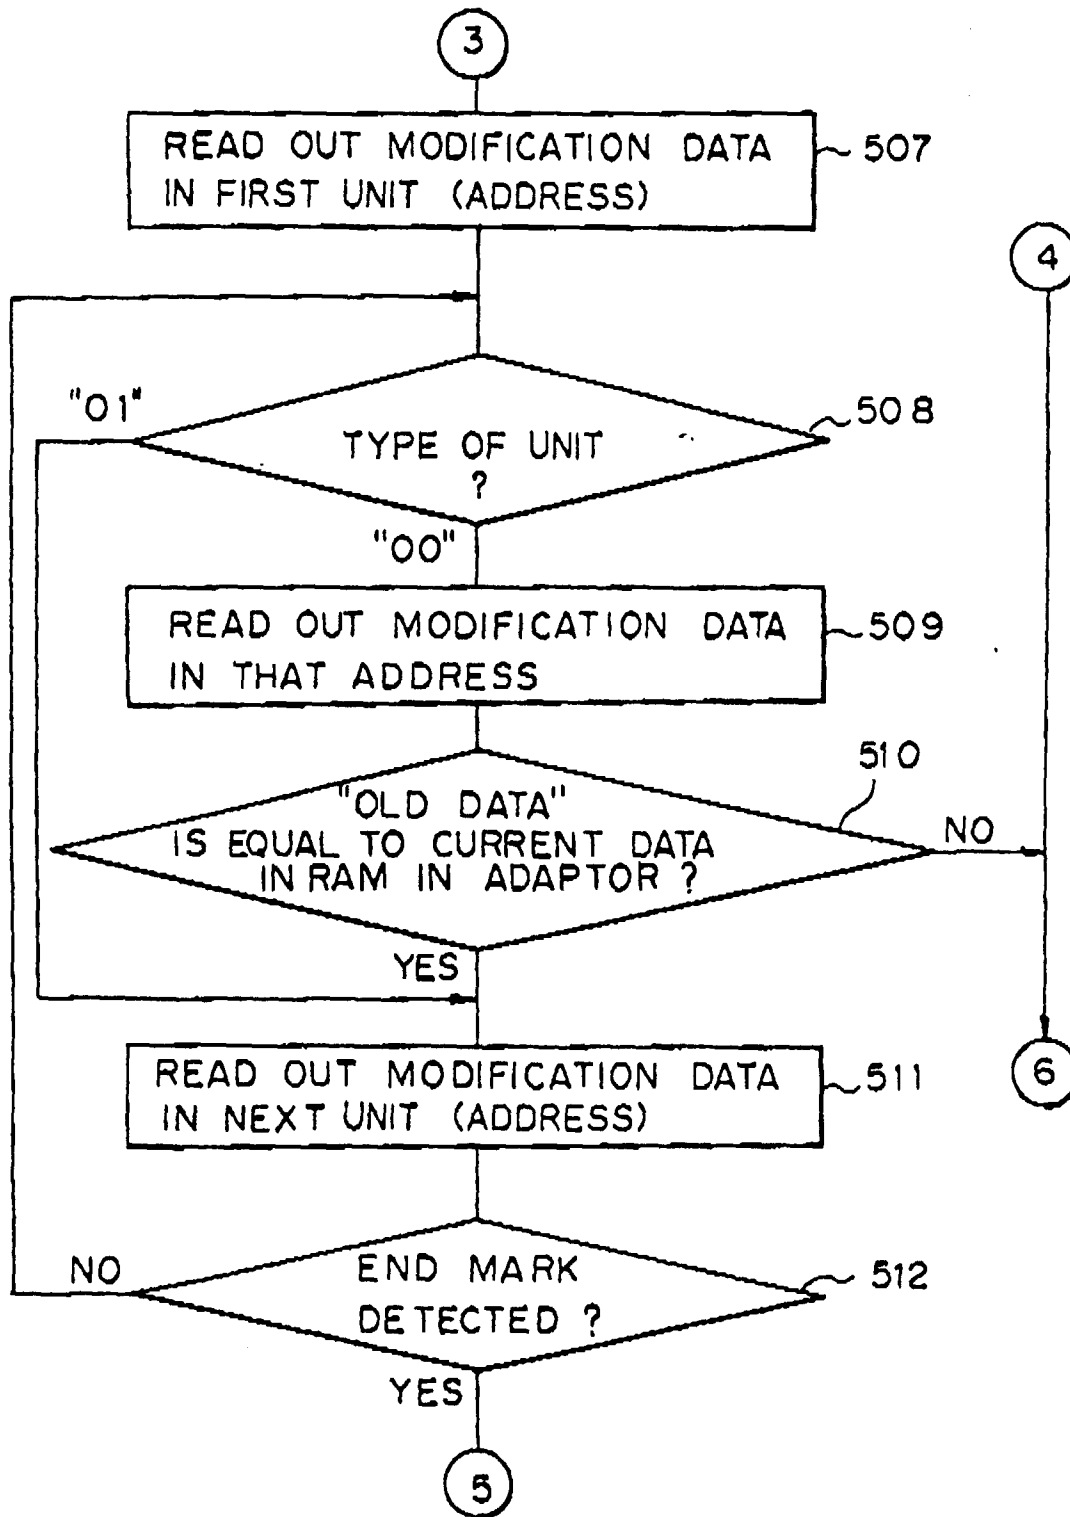 3
READ OUT MODIFICATION DATA
IN FIRST UNIT (ADDRESS)
507
4
"01"
TYPE OF UNIT
?
508
"00"
READ OUT MODIFICATION DATA
IN THAT ADDRESS
509
510
"OLD DATA"
IS EQUAL TO CURRENT DATA
IN RAM IN ADAPTOR ?
NO
YES
READ OUT MODIFICATION DATA
IN NEXT UNIT (ADDRESS)
511
6
NO
END MARK
DETECTED ?
512
YES
5